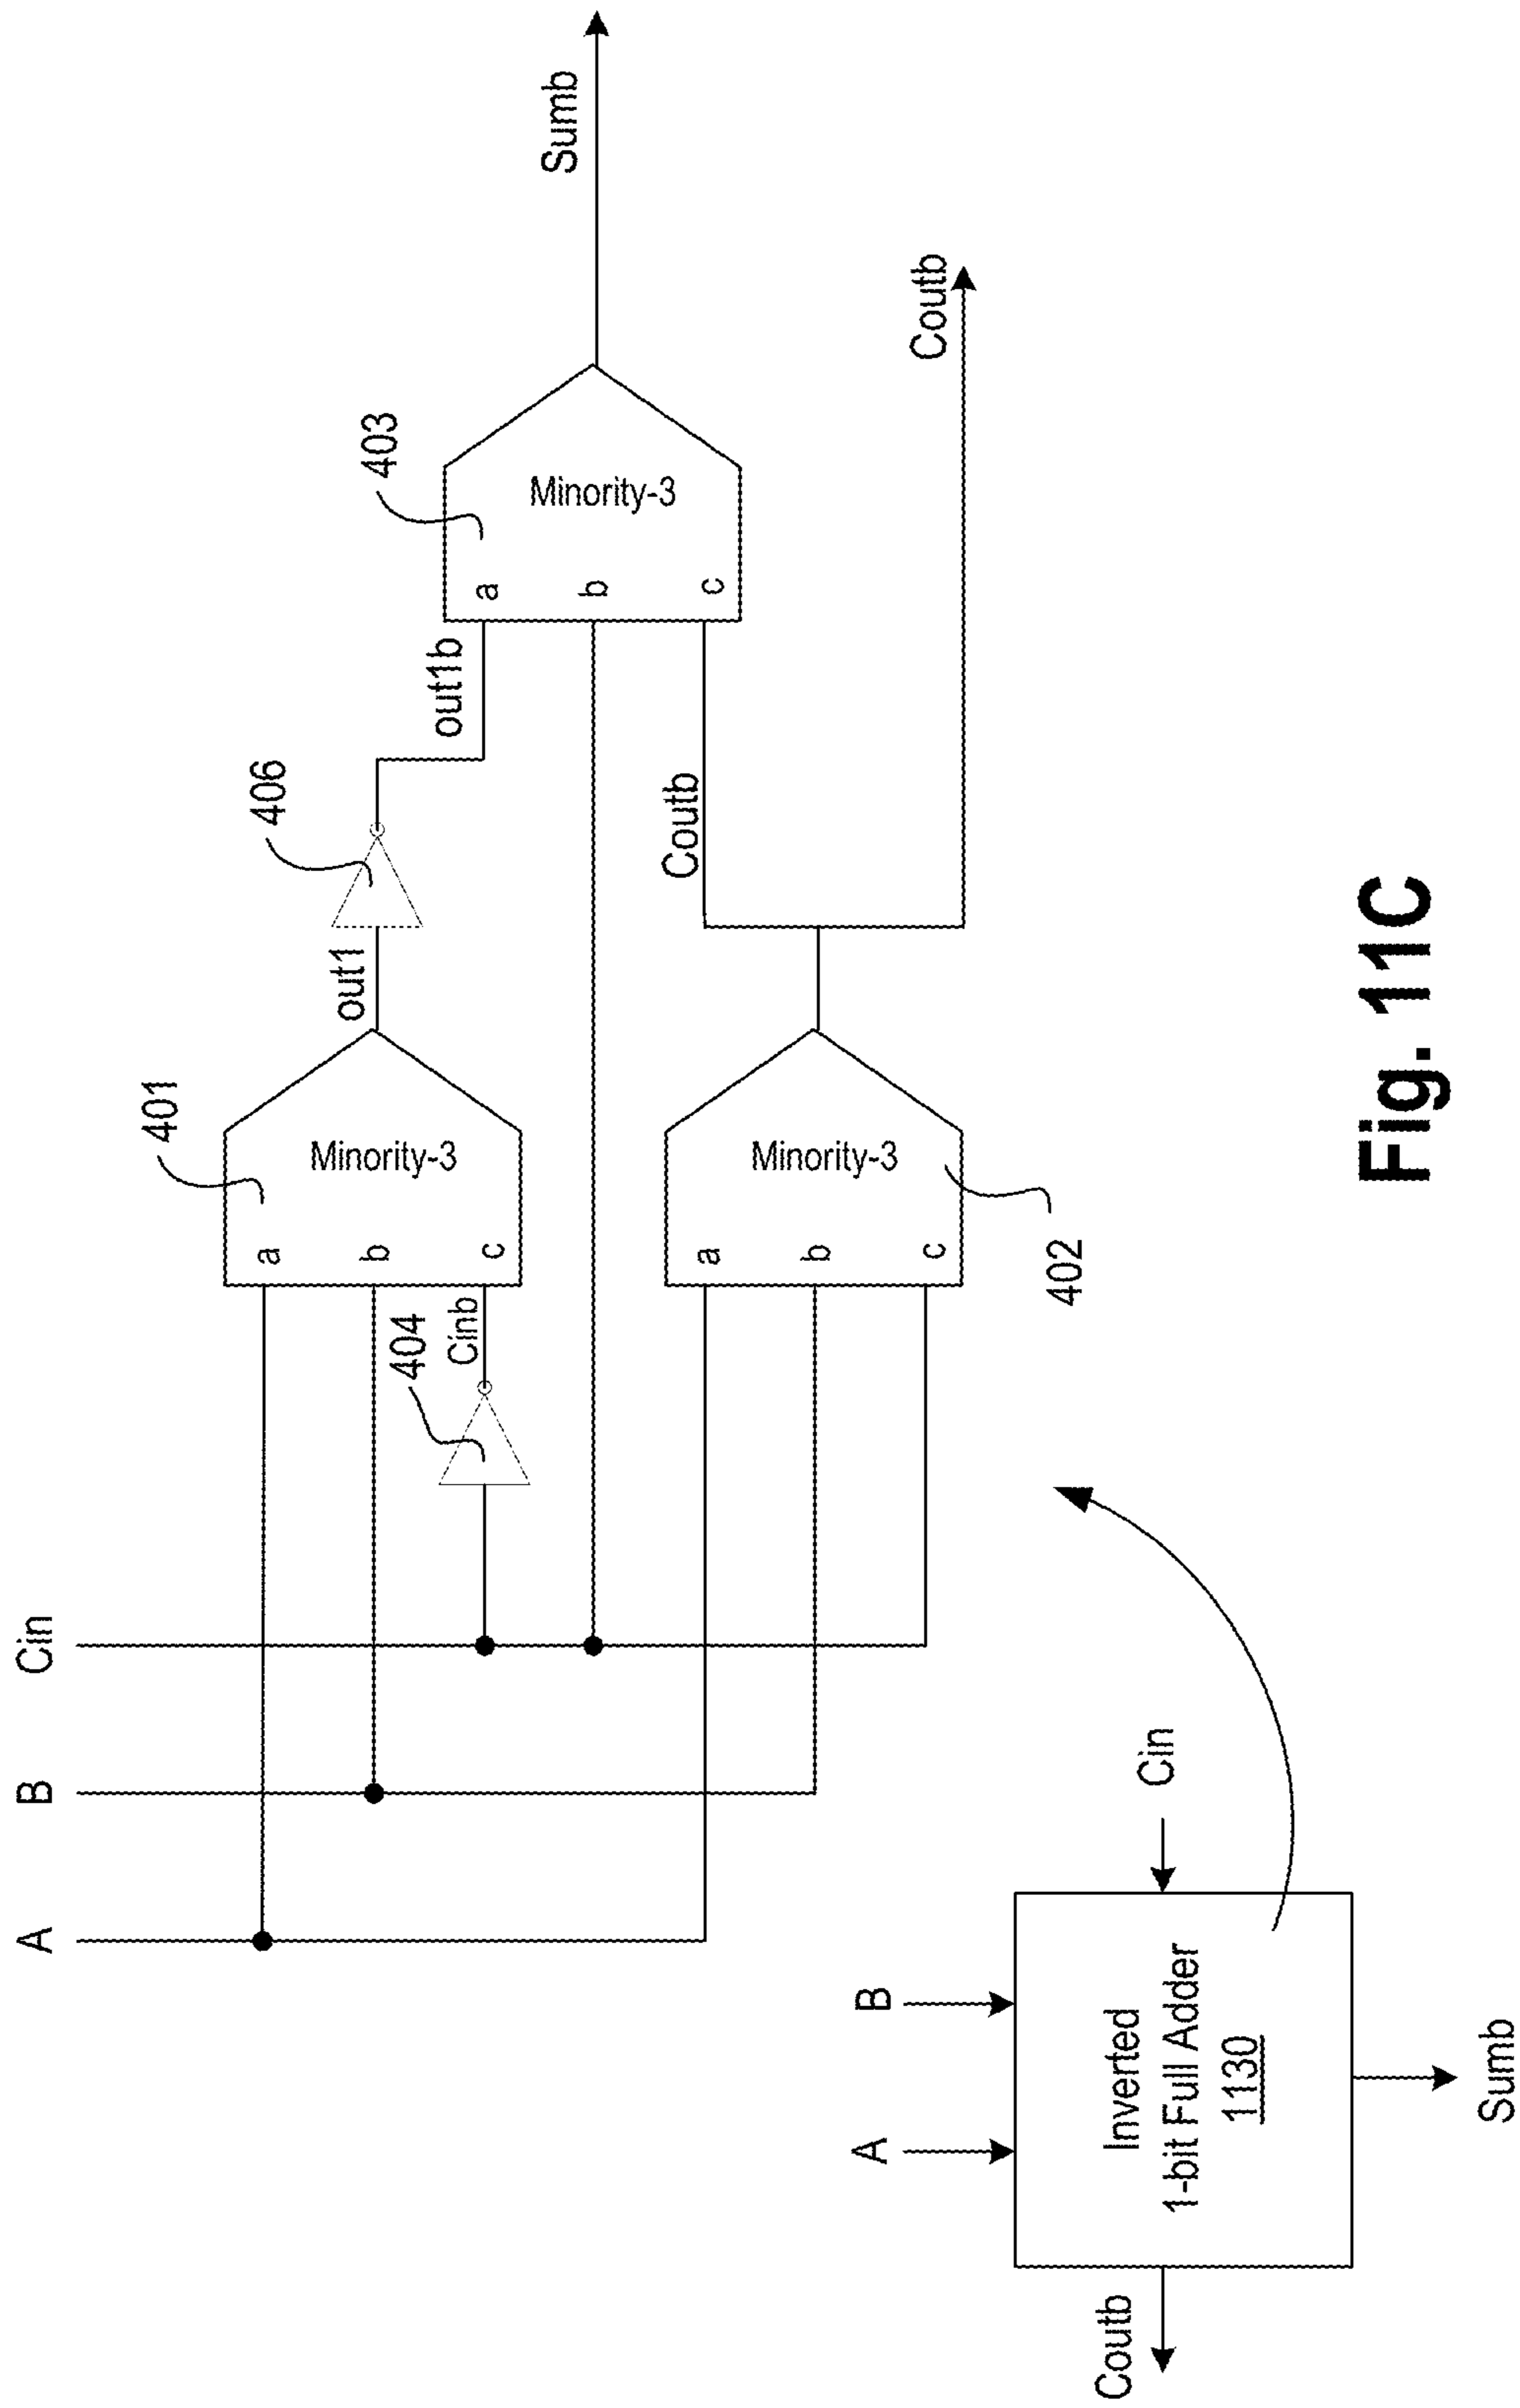 A
B
Cin
401
a
b
c
Minority-3
404
Cinb
out1
406
out1b
403
a
b
c
Minority-3
Sumb
a
b
c
Minority-3
402
Coutb
Coutb
A
B
Cin
Inverted
1-bit Full Adder
1130
Coutb
Sumb
Fig. 11C